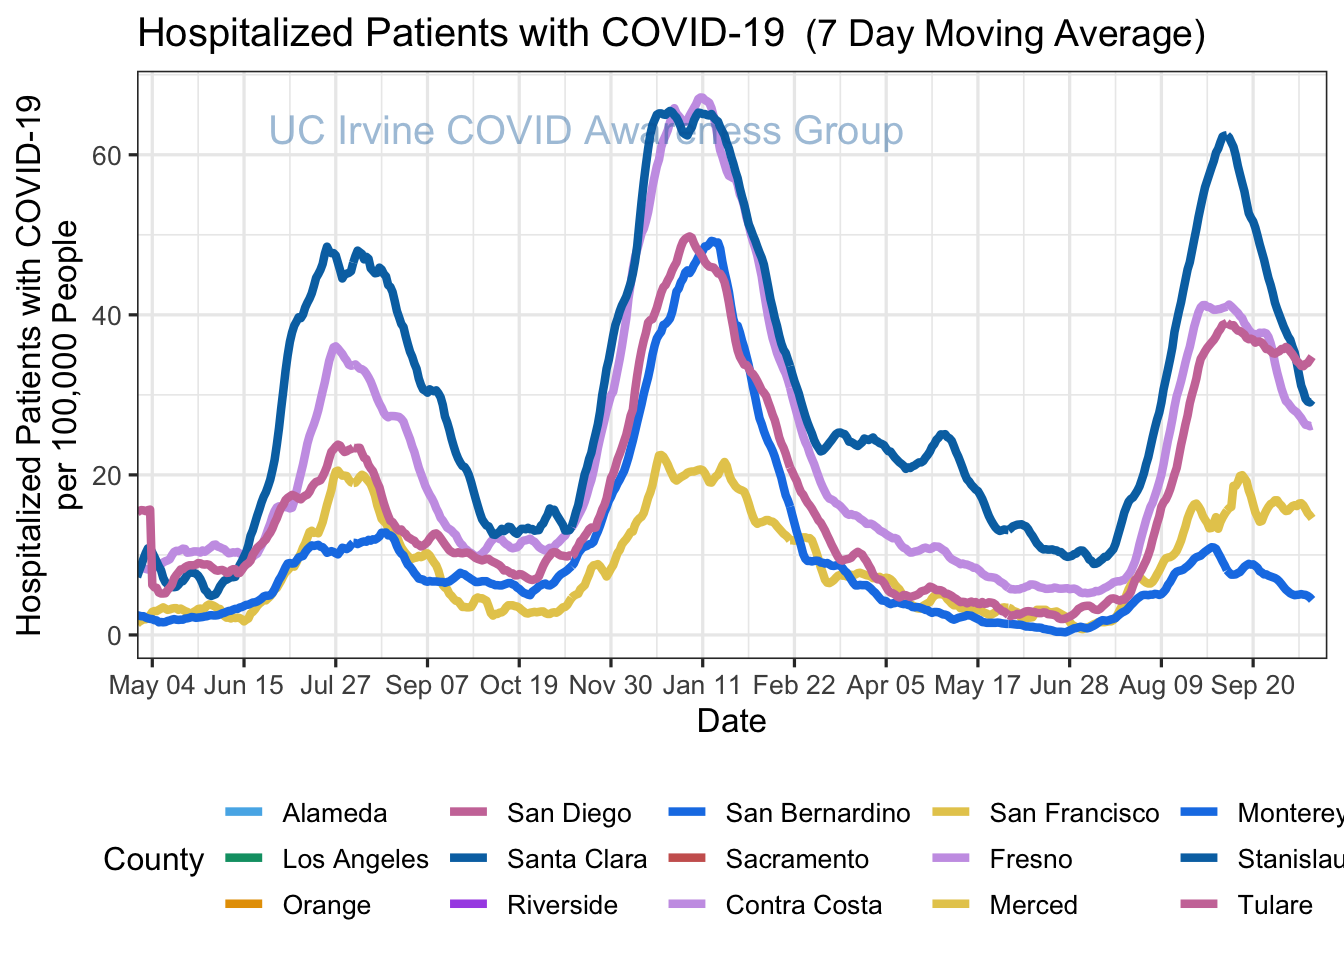 Hospitalized Patients with COVID-19 (7 Day Moving Average)
Hospitalized Patients with COVID-19
per 100,000 People
UC Irvine COVID Awareness Group
60
40
20
0
May 04 Jun 15 Jul 27 Sep 07 Oct 19 Nov 30 Jan 11 Feb 22 Apr 05 May 17 Jun 28 Aug 09 Sep 20
Date
County
Alameda San Diego San Bernardino San Francisco Monterey
Los Angeles Santa Clara Sacramento Fresno Stanislau
Orange Riverside Contra Costa Merced Tulare